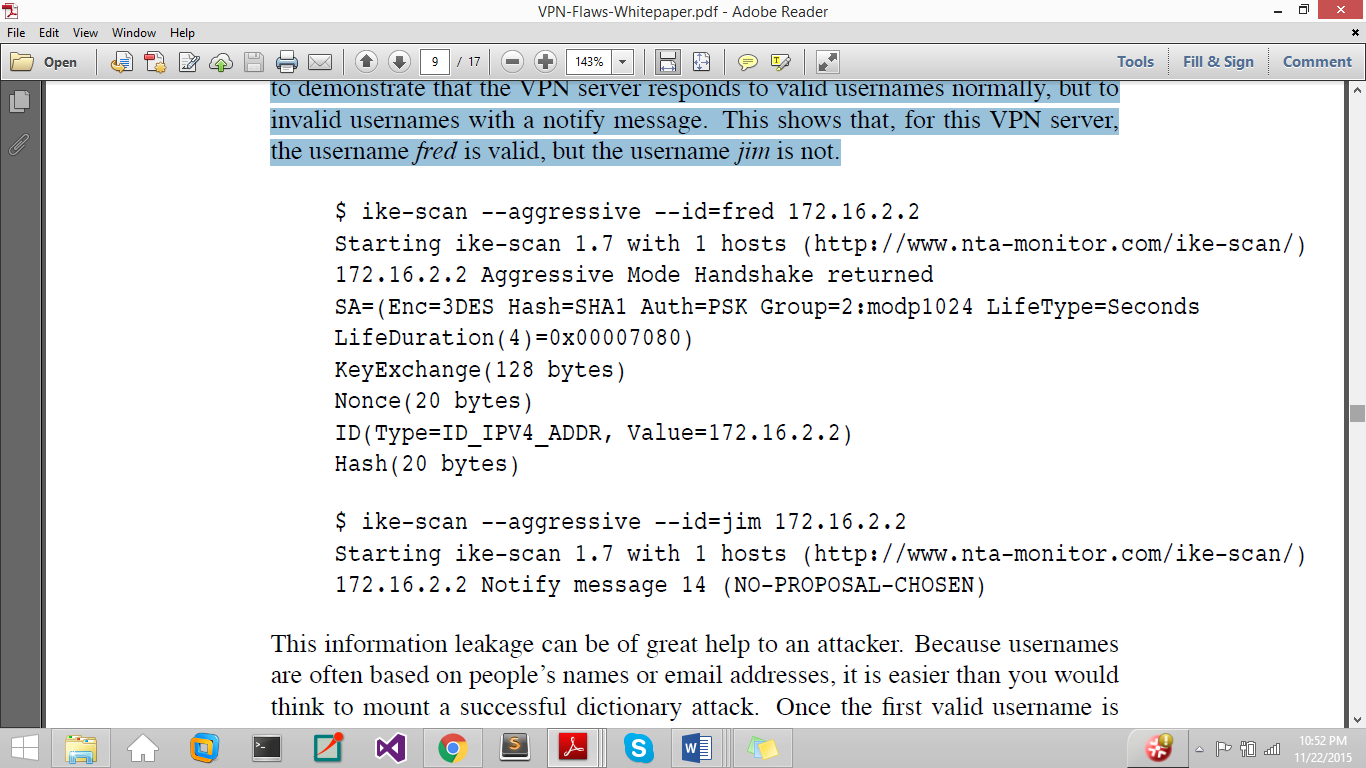 VPN-Flaws-Whitepaper.pdf - Adobe Reader
File Edit View Window Help
Open 9 / 17 143% Tools Fill & Sign Comment
to demonstrate that the VPN server responds to valid usernames normally, but to
invalid usernames with a notify message. This shows that, for this VPN server,
the username fred is valid, but the username jim is not.
$ ike-scan --aggressive --id=fred 172.16.2.2
Starting ike-scan 1.7 with 1 hosts (http://www.nta-monitor.com/ike-scan/)
172.16.2.2 Aggressive Mode Handshake returned
SA=(Enc=3DES Hash=SHA1 Auth=PSK Group=2:modp1024 LifeType=Seconds
LifeDuration(4)=0x00007080)
KeyExchange(128 bytes)
Nonce(20 bytes)
ID(Type=ID_IPV4_ADDR, Value=172.16.2.2)
Hash(20 bytes)
$ ike-scan --aggressive --id=jim 172.16.2.2
Starting ike-scan 1.7 with 1 hosts (http://www.nta-monitor.com/ike-scan/)
172.16.2.2 Notify message 14 (NO-PROPOSAL-CHOSEN)
This information leakage can be of great help to an attacker. Because usernames
are often based on people's names or email addresses, it is easier than you would
think to mount a successful dictionary attack. Once the first valid username is
10:52 PM
11/22/2015